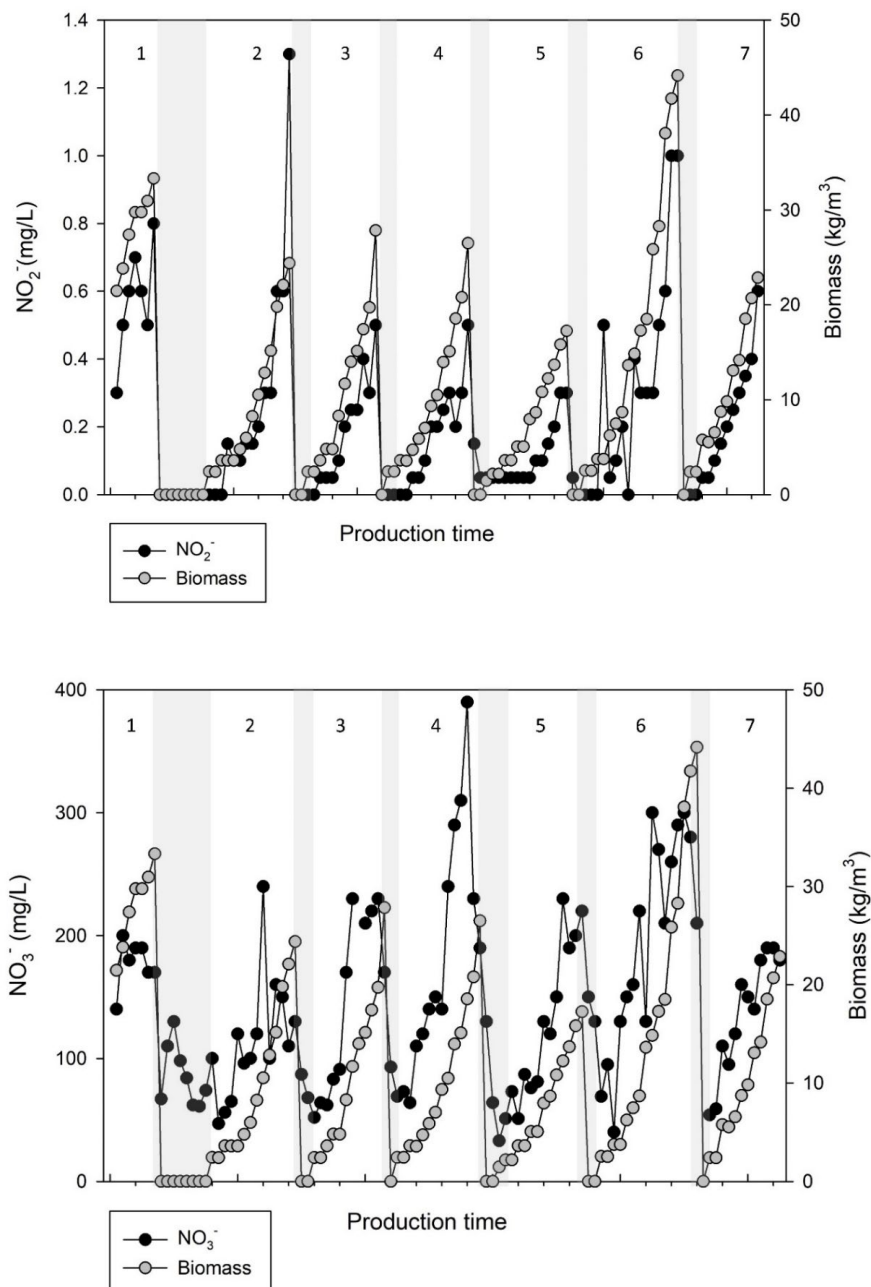 1.4
1.2
1.0
0.8
0.6
0.4
0.2
0.0
NO₂⁻ (mg/L)
1 2 3 4 5 6 7
50
40
30
20
10
0
Biomass (kg/m³)
Production time
NO₂⁻
Biomass
400
300
200
100
0
NO₃⁻ (mg/L)
1 2 3 4 5 6 7
50
40
30
20
10
0
Biomass (kg/m³)
Production time
NO₃⁻
Biomass